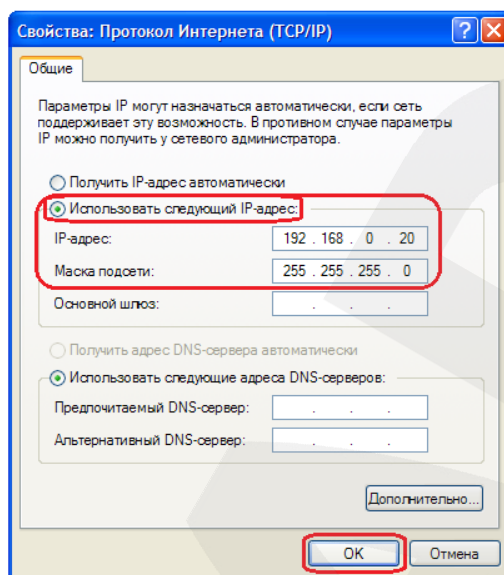 Свойства: Протокол Интернета (TCP/IP)
Общие
Параметры IP могут назначаться автоматически, если сеть
поддерживает эту возможность. В противном случае параметры
IP можно получить у сетевого администратора.
Получить IP-адрес автоматически
Использовать следующий IP-адрес:
IP-адрес: 192 . 168 . 0 . 20
Маска подсети: 255 . 255 . 255 . 0
Основной шлюз: . . .
Получить адрес DNS-сервера автоматически
Использовать следующие адреса DNS-серверов:
Предпочитаемый DNS-сервер: . . .
Альтернативный DNS-сервер: . . .
Дополнительно...
OK Отмена